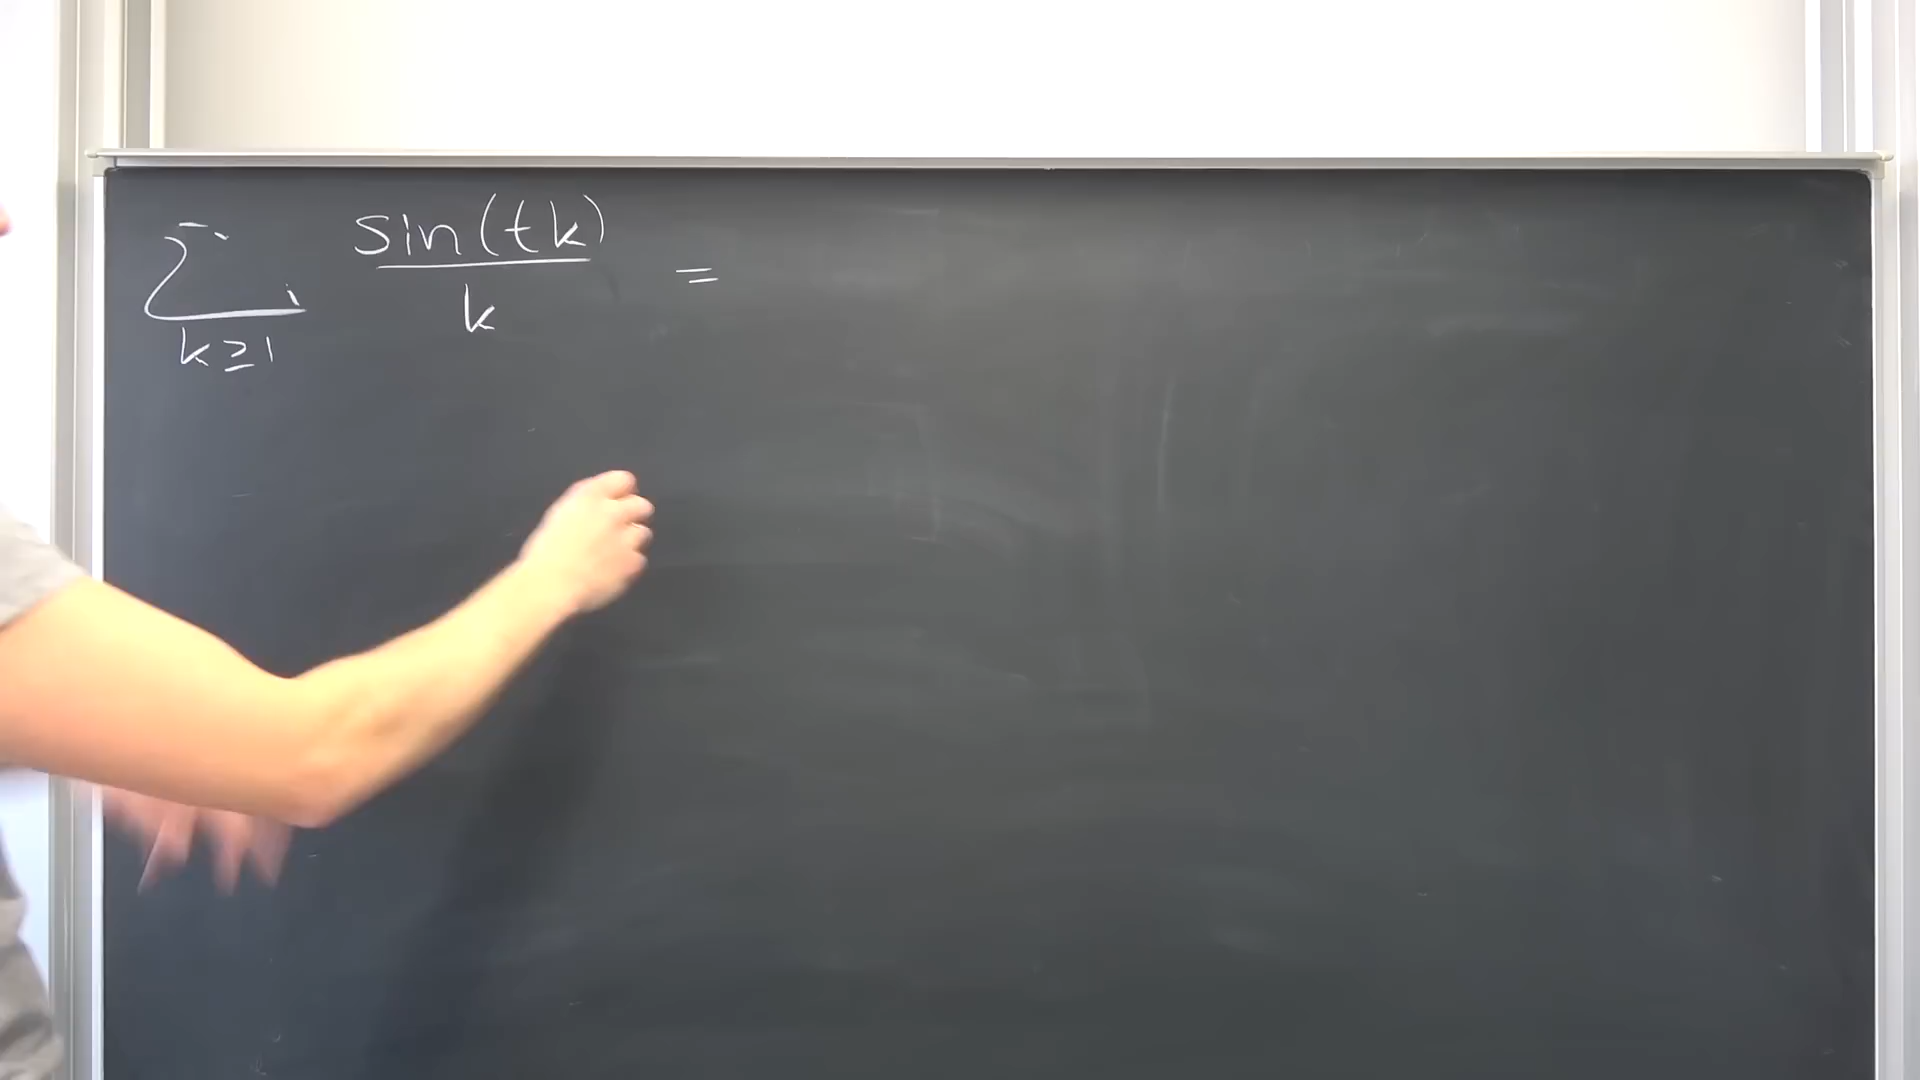 ∑_{k≥1} sin(tk)/k =